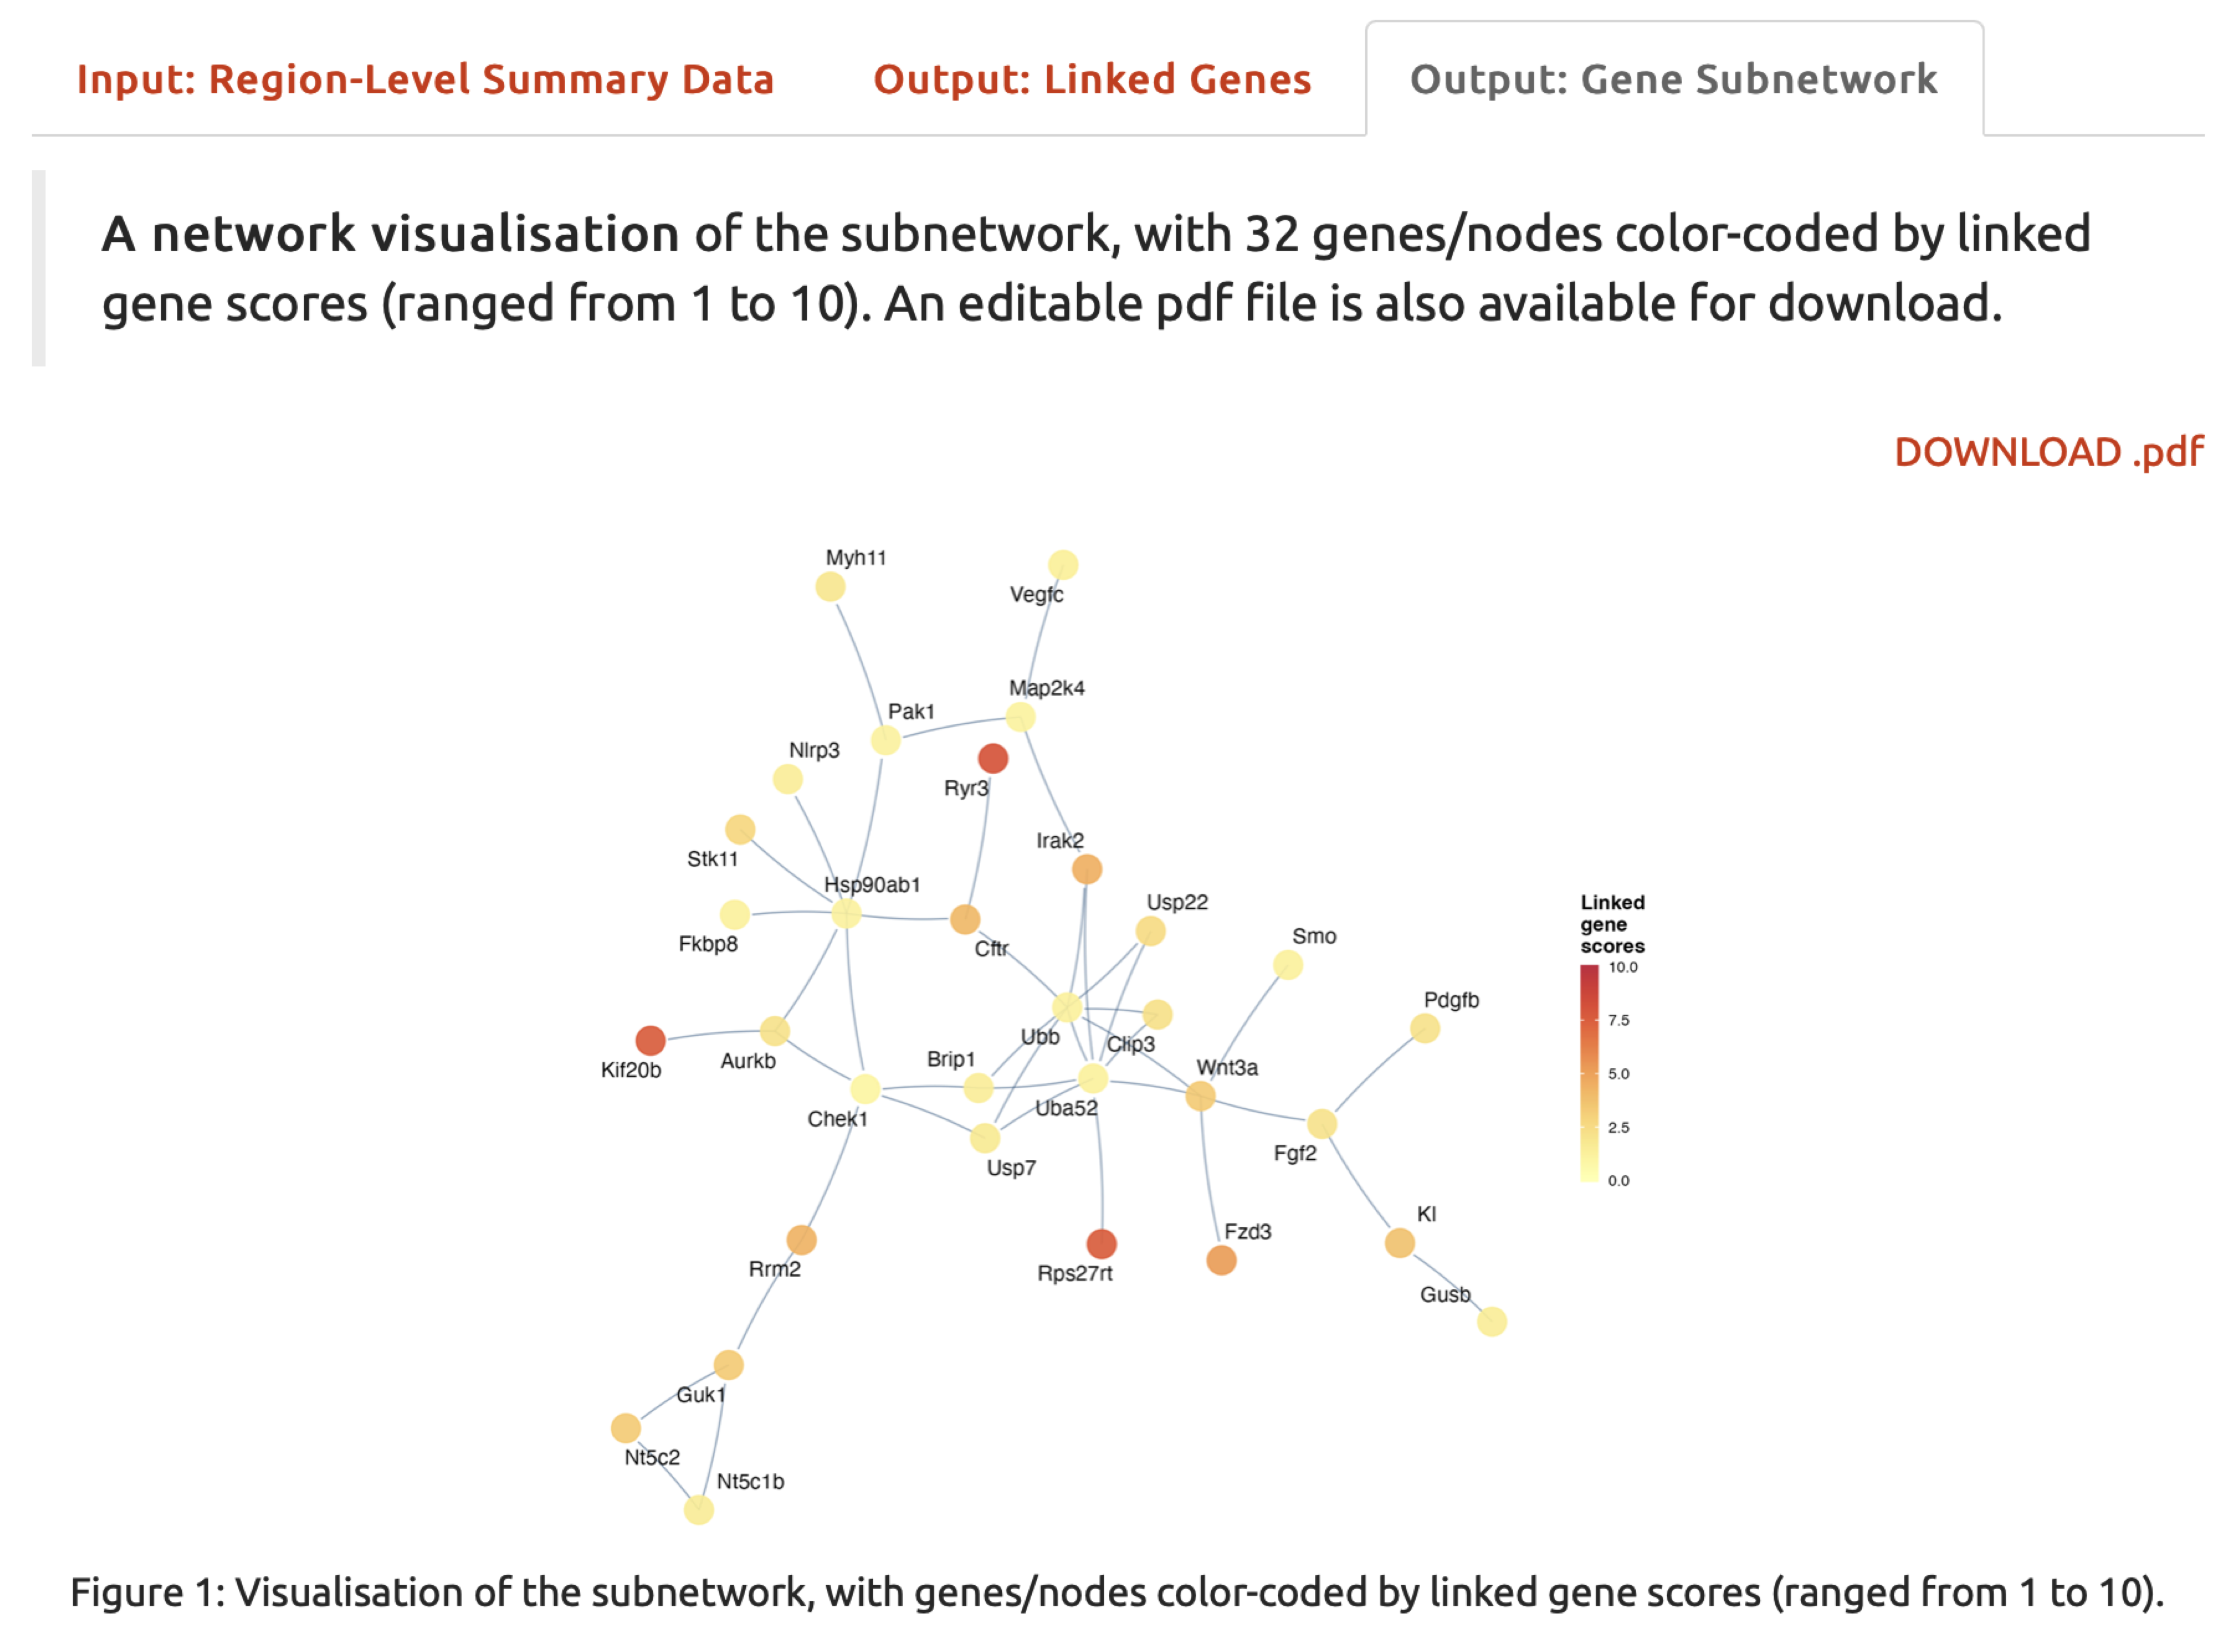 Input: Region-Level Summary Data
Output: Linked Genes
Output: Gene Subnetwork
A network visualisation of the subnetwork, with 32 genes/nodes color-coded by linked
gene scores (ranged from 1 to 10). An editable pdf file is also available for download.
DOWNLOAD .pdf
Myh11
Vegfc
Map2k4
Pak1
Nlrp3
Ryr3
Irak2
Stk11
Hsp90ab1
Usp22
Linked
gene
scores
Fkbp8
Cftr
Smo
10.0
Pdgfb
7.5
Ubb
Clip3
Brip1
Aurkb
Kif20b
Wnt3a
5.0
Uba52
Chek1
2.5
Fgf2
Usp7
0.0
Kl
Fzd3
Rrm2
Rps27rt
Gusb
Guk1
Nt5c2
Nt5c1b
Figure 1: Visualisation of the subnetwork, with genes/nodes color-coded by linked gene scores (ranged from 1 to 10).